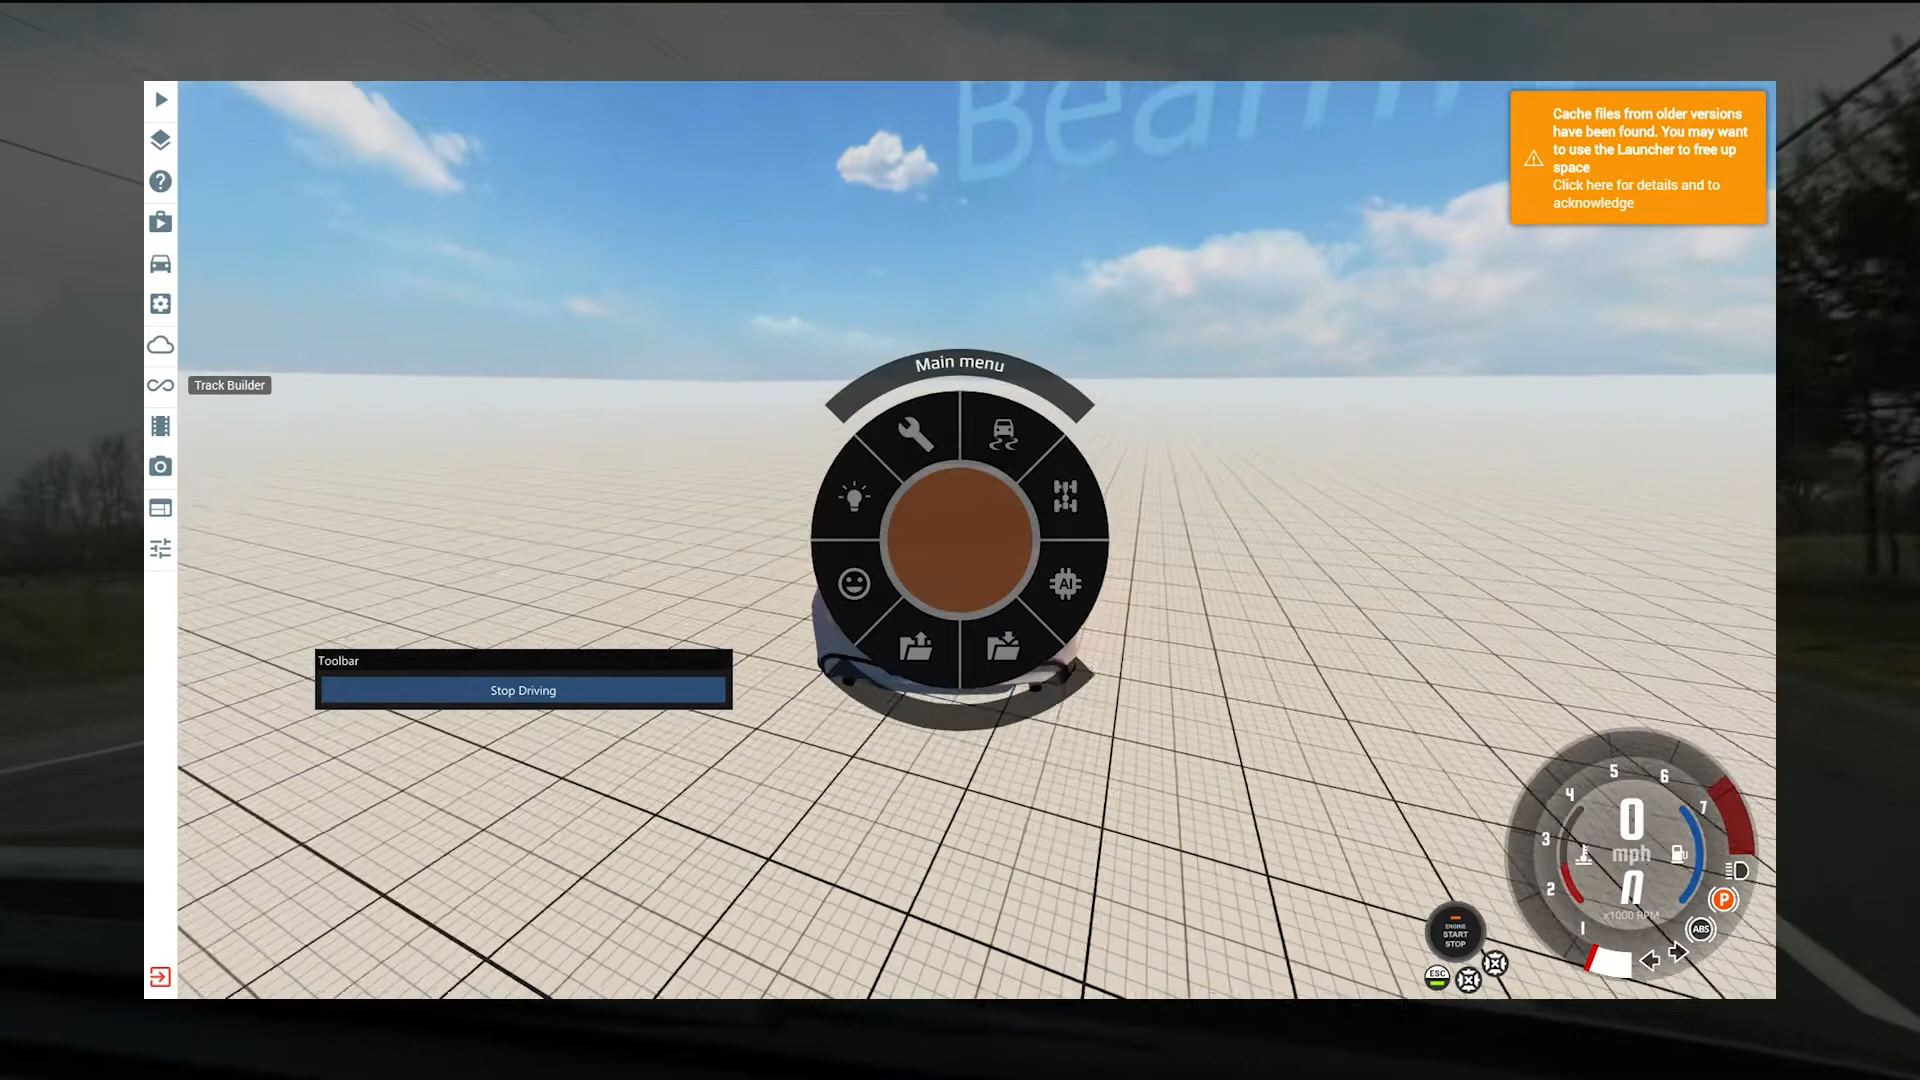 Beam
Cache files from older versions
have been found. You may want
to use the Launcher to free up
space
Click here for details and to
acknowledge
Main menu
Track Builder
AI
Toolbar
Stop Driving
1
2
3
4
5
6
7
0
mph
x1000 RPM
P
ABS
ENGINE
START
STOP
ESC